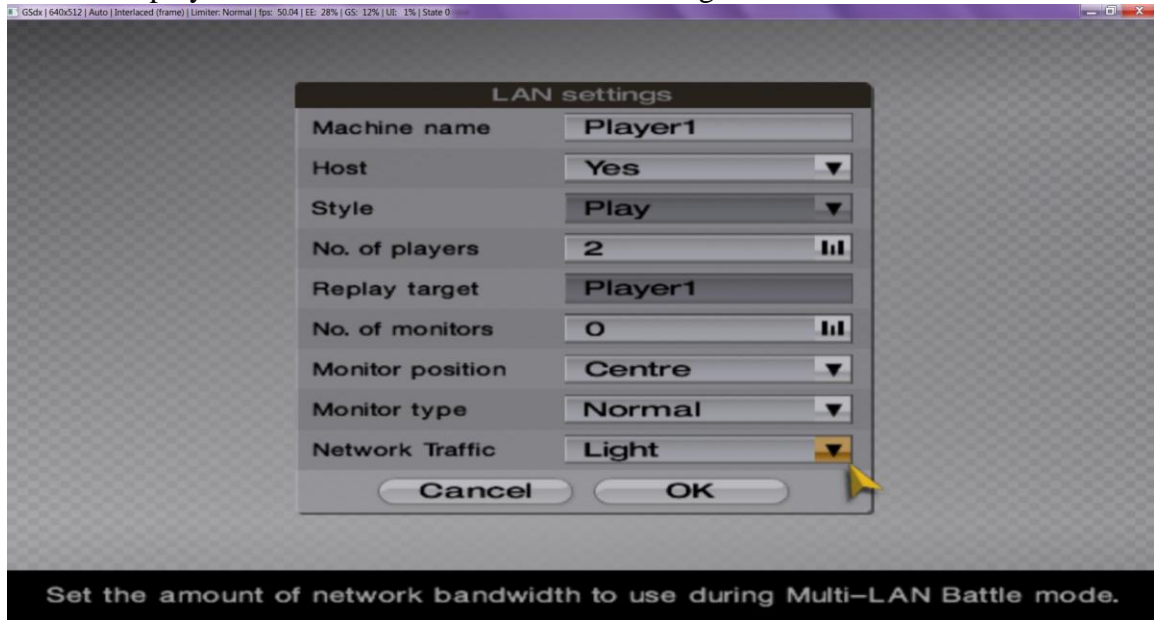 GSdx | 640x512 | Auto | Interlaced (frame) | Limiter: Normal | fps: 50.04 | EE: 28% | GS: 12% | UI: 1% | State 0
LAN settings
Machine name Player1
Host Yes
Style Play
No. of players 2
Replay target Player1
No. of monitors 0
Monitor position Centre
Monitor type Normal
Network Traffic Light
Cancel OK
Set the amount of network bandwidth to use during Multi-LAN Battle mode.